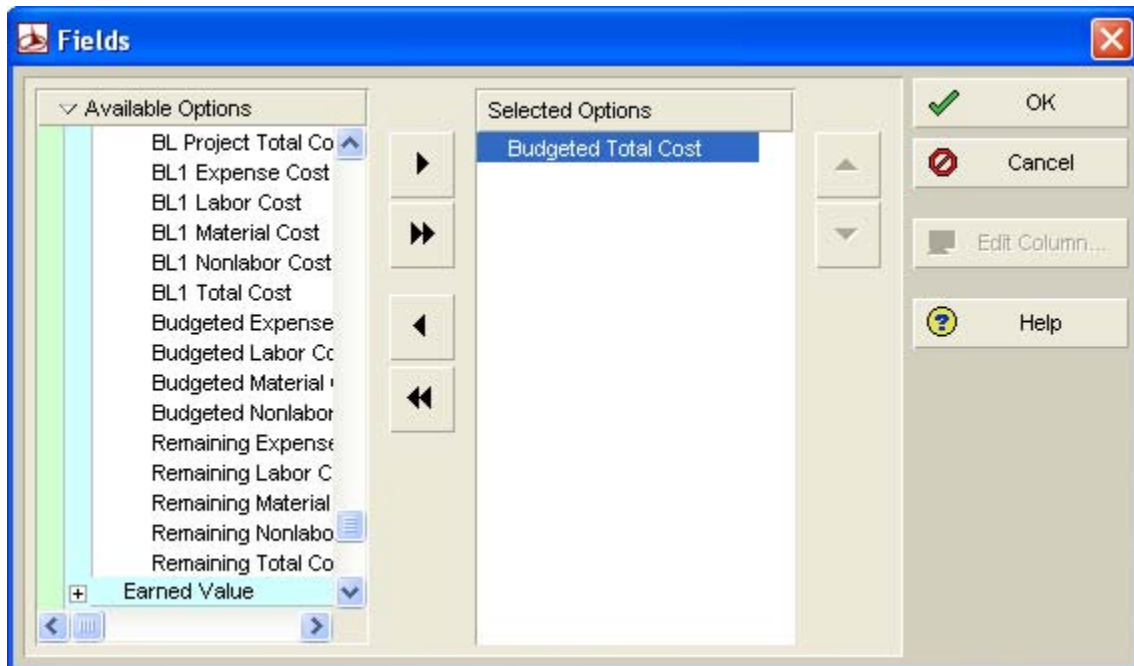 Fields
Available Options
BL Project Total Co
BL1 Expense Cost
BL1 Labor Cost
BL1 Material Cost
BL1 Nonlabor Cost
BL1 Total Cost
Budgeted Expense
Budgeted Labor Co
Budgeted Material
Budgeted Nonlabor
Remaining Expense
Remaining Labor C
Remaining Material
Remaining Nonlabo
Remaining Total Co
Earned Value
Selected Options
Budgeted Total Cost
OK
Cancel
Edit Column...
Help